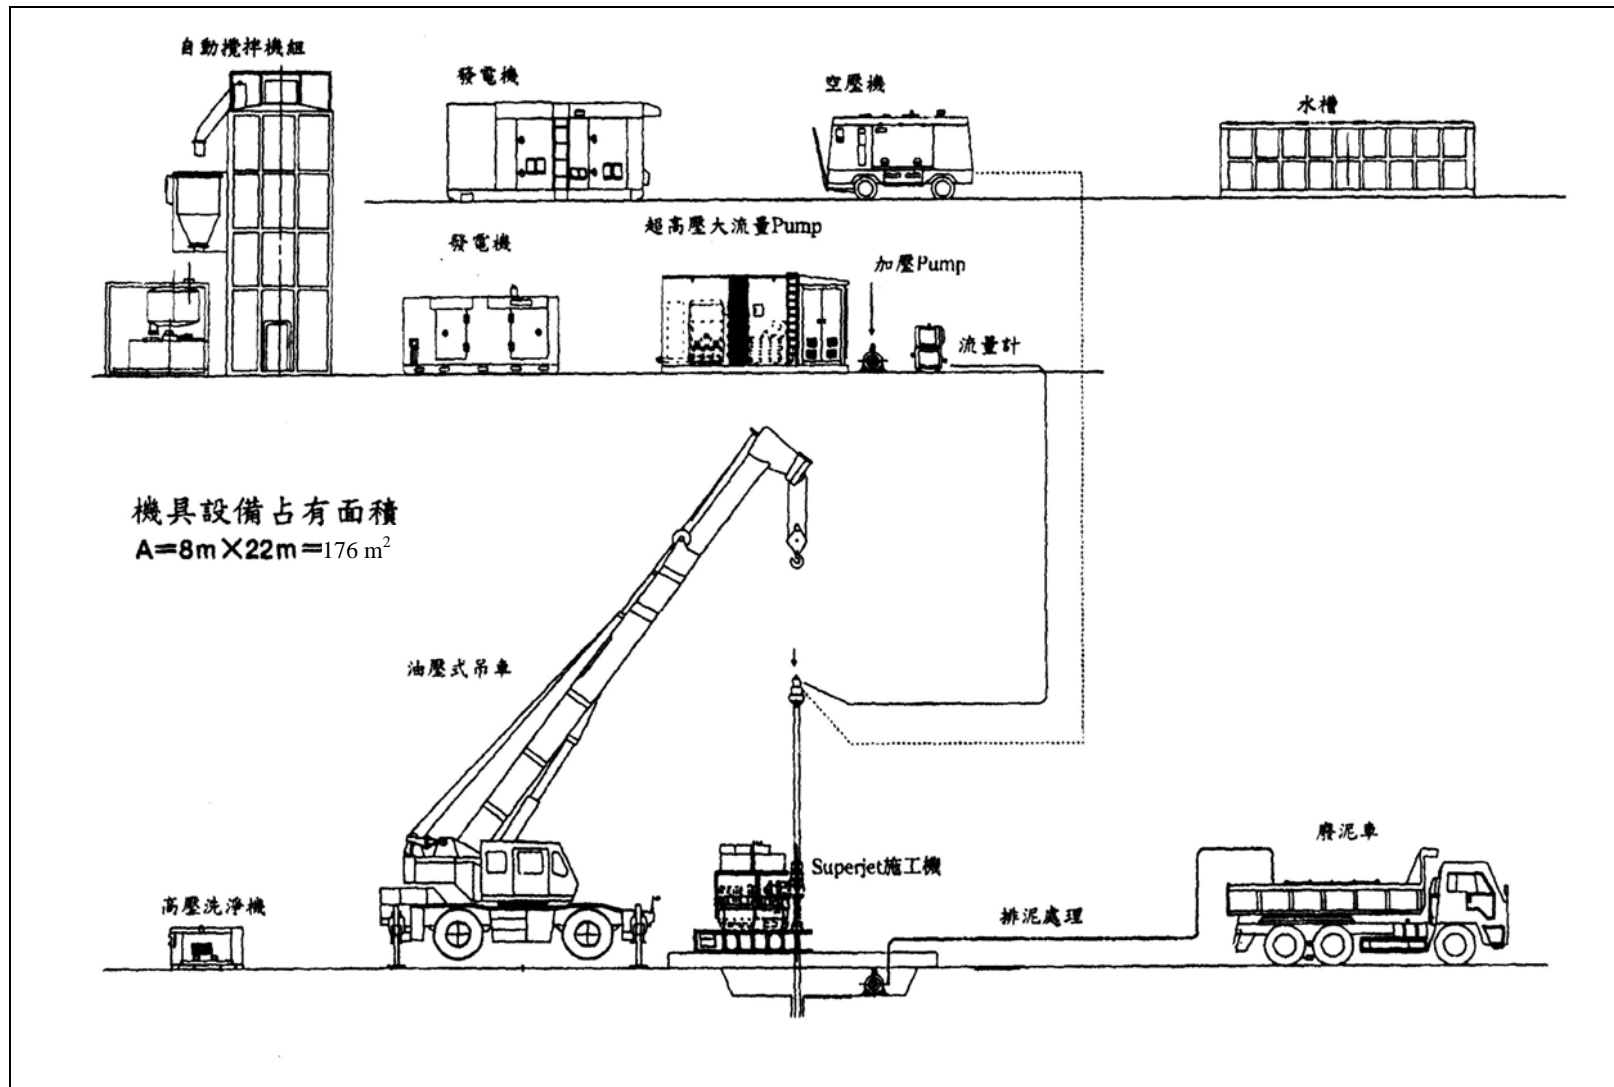 自動攪拌機組
發電機
空壓機
水槽
發電機
超高壓大流量Pump
加壓Pump
流量計
機具設備占有面積
A=8m×22m=176 m²
油壓式吊車
Superjet施工機
廢泥車
高壓洗淨機
排泥處理